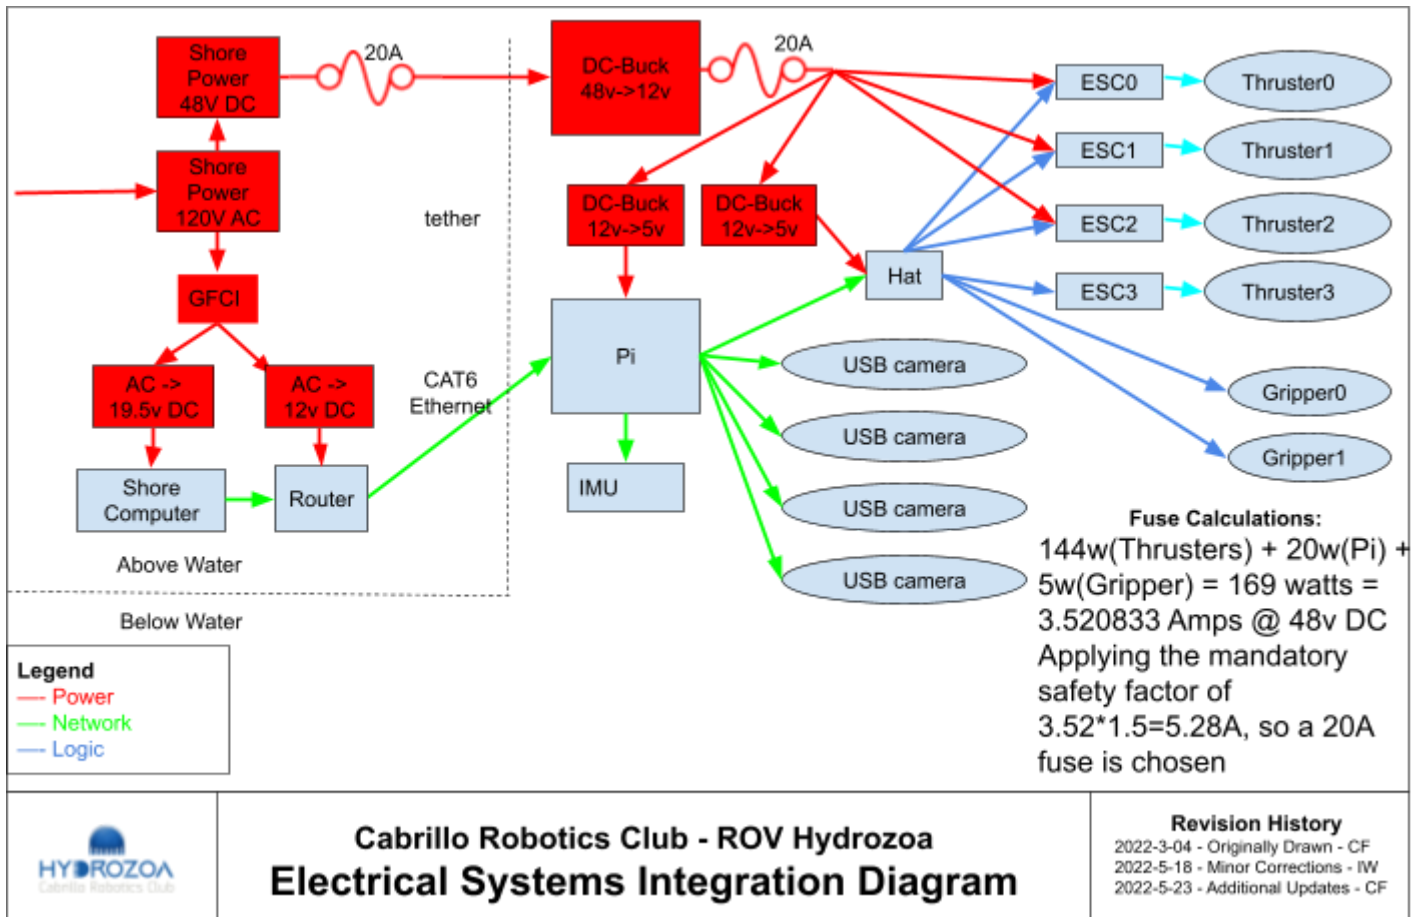 Shore
Power
48V DC
20A
DC-Buck
48v->12v
20A
ESC0
Thruster0
Shore
Power
120V AC
ESC1
Thruster1
tether
DC-Buck
12v->5v
DC-Buck
12v->5v
ESC2
Thruster2
Hat
GFCI
ESC3
Thruster3
Pi
USB camera
AC ->
19.5v DC
AC ->
12v DC
CAT6
Ethernet
Gripper0
USB camera
Gripper1
Shore
Computer
Router
IMU
USB camera
Above Water
USB camera
Below Water
Fuse Calculations:
144w(Thrusters) + 20w(Pi) +
5w(Gripper) = 169 watts =
3.520833 Amps @ 48v DC
Applying the mandatory
safety factor of
3.52*1.5=5.28A, so a 20A
fuse is chosen
Legend
—- Power
—- Network
—- Logic
HYDROZOA
Cabrillo Robotics Club
Cabrillo Robotics Club - ROV Hydrozoa
Electrical Systems Integration Diagram
Revision History
2022-3-04 - Originally Drawn - CF
2022-5-18 - Minor Corrections - IW
2022-5-23 - Additional Updates - CF